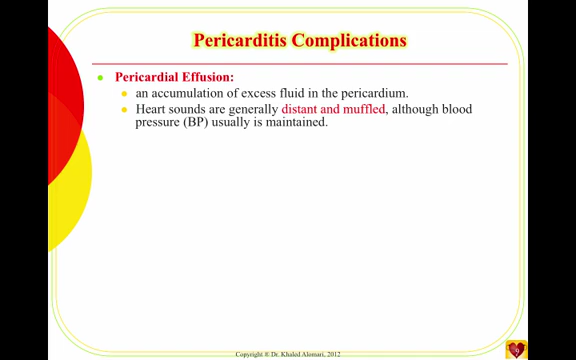 Pericarditis Complications
Pericardial Effusion:
an accumulation of excess fluid in the pericardium.
Heart sounds are generally distant and muffled, although blood
pressure (BP) usually is maintained.
Copyright ® Dr. Khaled Alomari, 2012
9